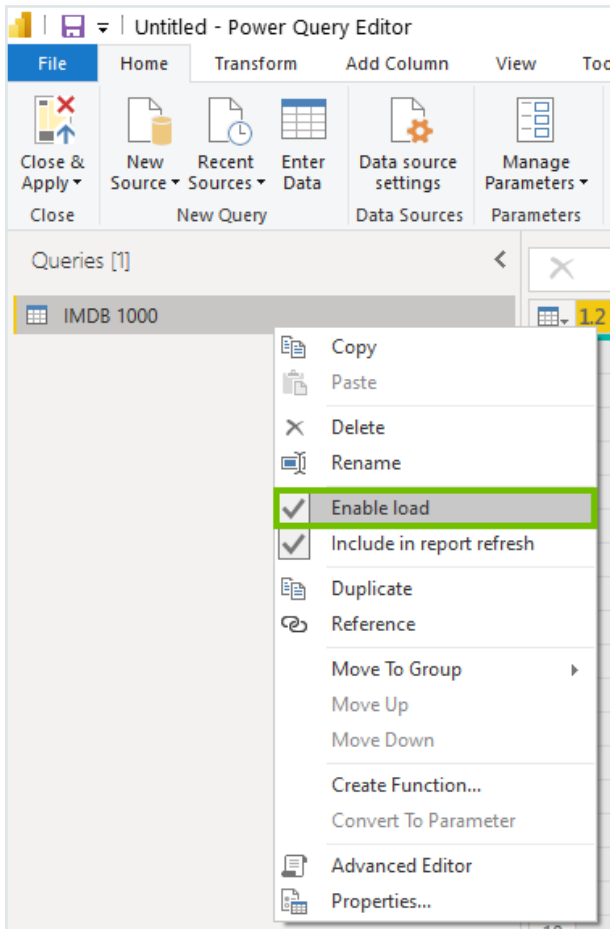 Untitled - Power Query Editor
File Home Transform Add Column View Too
Close & Apply New Source Recent Sources Enter Data Data source settings Manage Parameters
Close New Query Data Sources Parameters
Queries [1]
IMDB 1000
1.2
Copy
Paste
Delete
Rename
Enable load
Include in report refresh
Duplicate
Reference
Move To Group
Move Up
Move Down
Create Function...
Convert To Parameter
Advanced Editor
Properties...